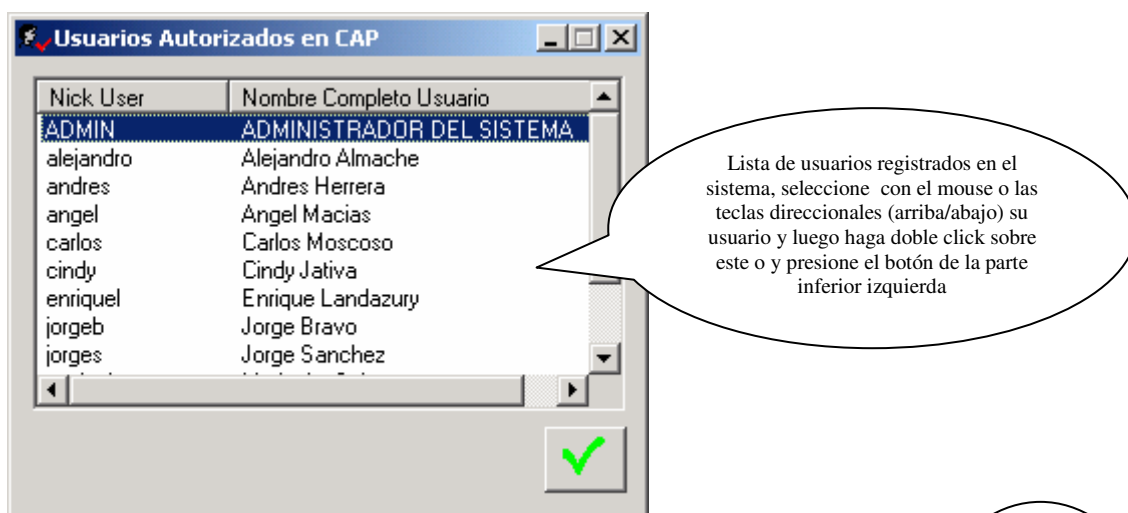 Usuarios Autorizados en CAP
Nick User Nombre Completo Usuario
ADMIN ADMINISTRADOR DEL SISTEMA
alejandro Alejandro Almache
andres Andres Herrera
angel Angel Macias
carlos Carlos Moscoso
cindy Cindy Jativa
enriquel Enrique Landazury
jorgeb Jorge Bravo
jorges Jorge Sanchez
Lista de usuarios registrados en el
sistema, seleccione con el mouse o las
teclas direccionales (arriba/abajo) su
usuario y luego haga doble click sobre
este o y presione el botón de la parte
inferior izquierda